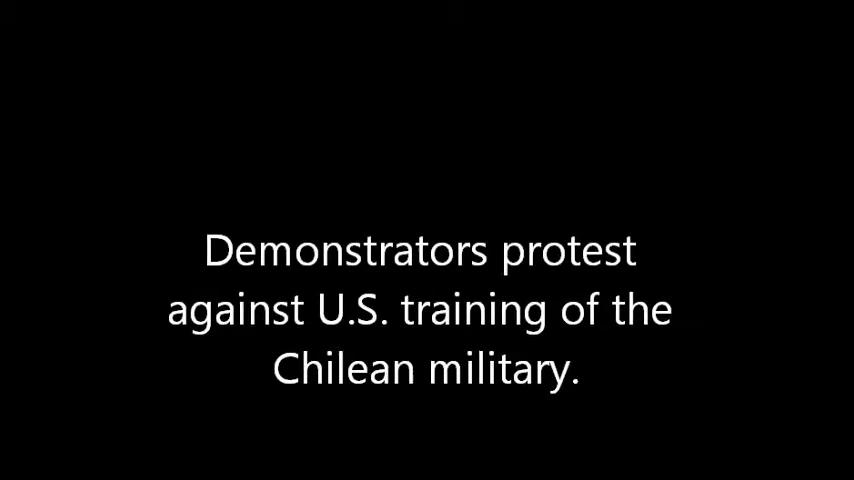 Demonstrators protest
against U.S. training of the
Chilean military.